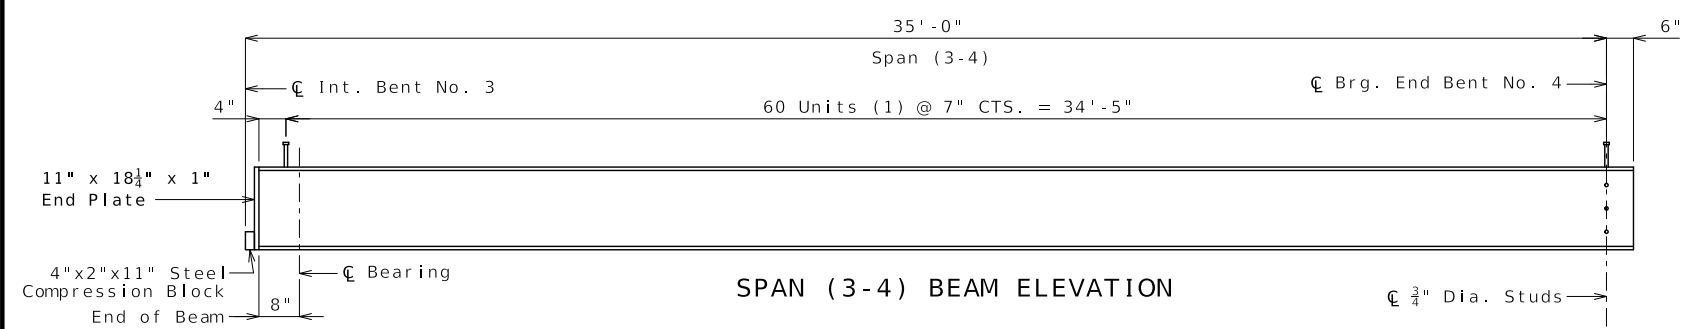 35'-0"
6"
Span (3-4)
℄ Int. Bent No. 3
℄ Brg. End Bent No. 4
4"
60 Units (1) @ 7" CTS. = 34'-5"
11" x 18¼" x 1"
End Plate
4"x2"x11" Steel
Compression Block
℄ Bearing
8"
End of Beam
SPAN (3-4) BEAM ELEVATION
℄ ¾" Dia. Studs